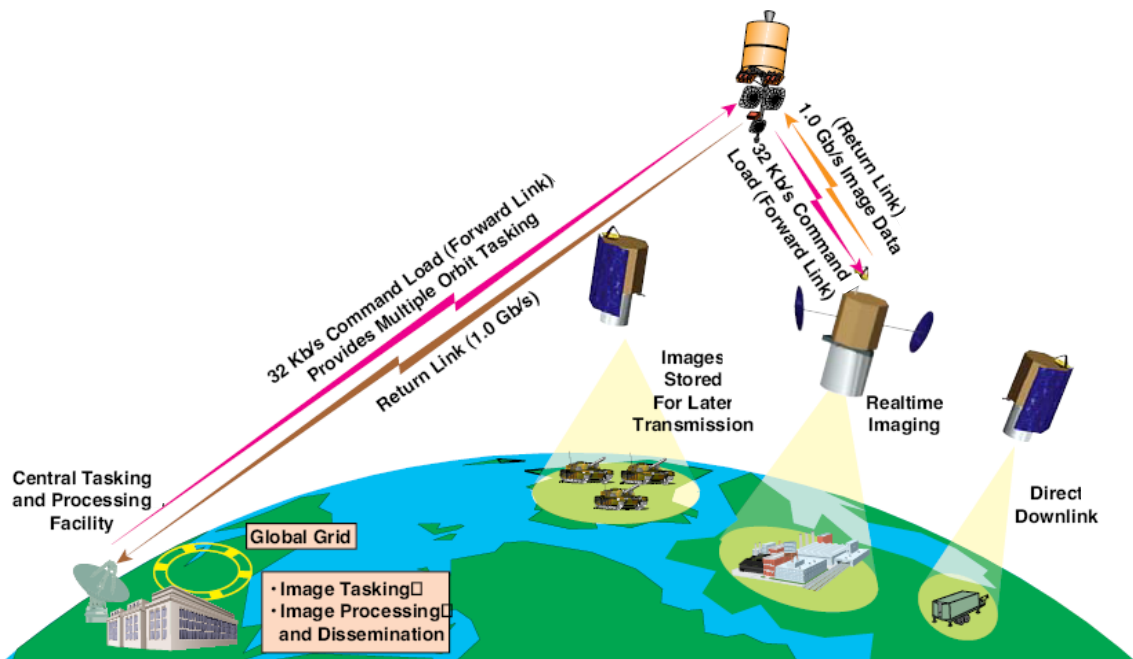 32 Kb/s Command Load (Forward Link)
Provides Multiple Orbit Tasking
Return Link (1.0 Gb/s)
32 Kb/s Command
Load (Forward Link)
(Return Link)
1.0 Gb/s Image Data
Images
Stored
For Later
Transmission
Realtime
Imaging
Direct
Downlink
Central Tasking
and Processing
Facility
Global Grid
· Image Tasking□
· Image Processing□
and Dissemination